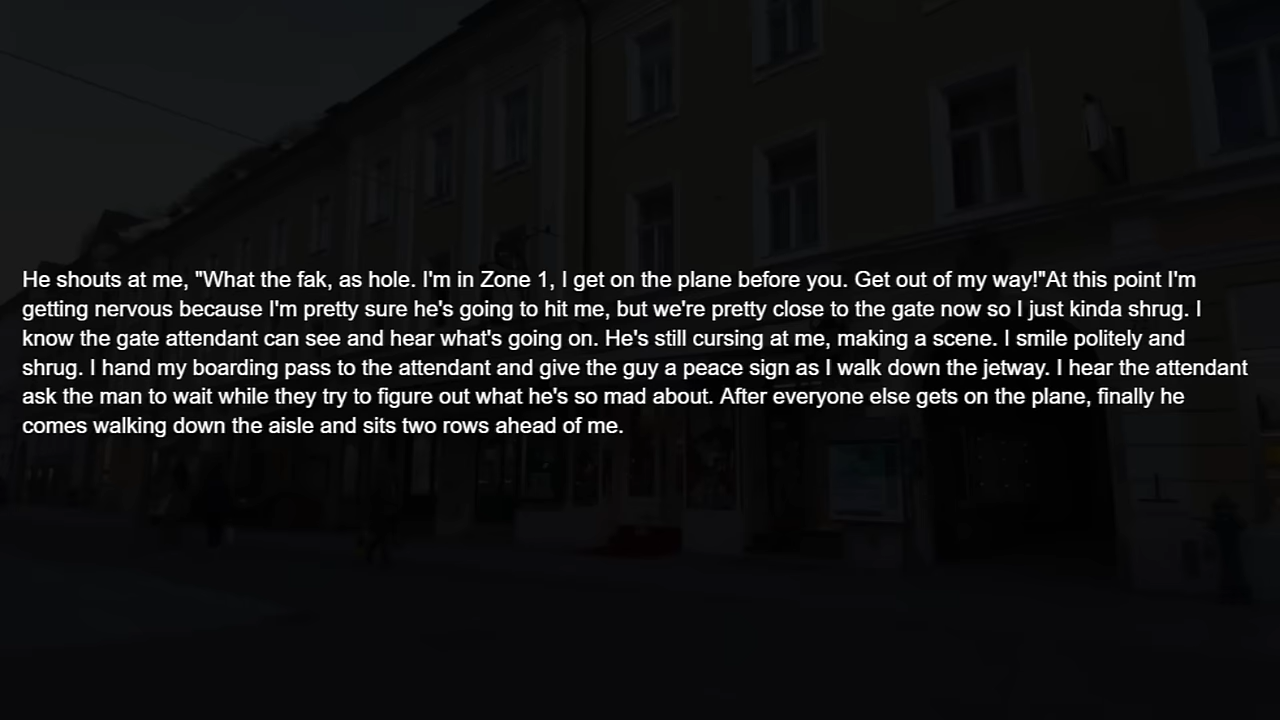 He shouts at me, "What the fak, as hole. I'm in Zone 1, I get on the plane before you. Get out of my way!"At this point I'm
getting nervous because I'm pretty sure he's going to hit me, but we're pretty close to the gate now so I just kinda shrug. I
know the gate attendant can see and hear what's going on. He's still cursing at me, making a scene. I smile politely and
shrug. I hand my boarding pass to the attendant and give the guy a peace sign as I walk down the jetway. I hear the attendant
ask the man to wait while they try to figure out what he's so mad about. After everyone else gets on the plane, finally he
comes walking down the aisle and sits two rows ahead of me.